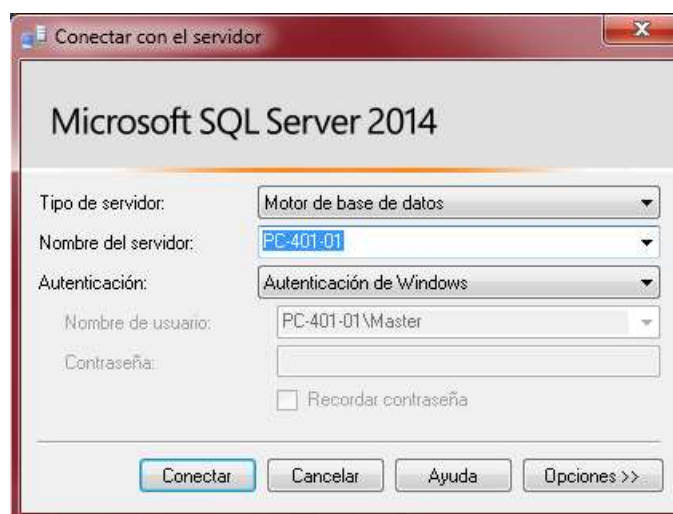 Conectar con el servidor
Microsoft SQL Server 2014
Tipo de servidor: Motor de base de datos
Nombre del servidor: PC-401-01
Autenticación: Autenticación de Windows
Nombre de usuario: PC-401-01\Master
Contraseña:
Recordar contraseña
Conectar Cancelar Ayuda Opciones >>